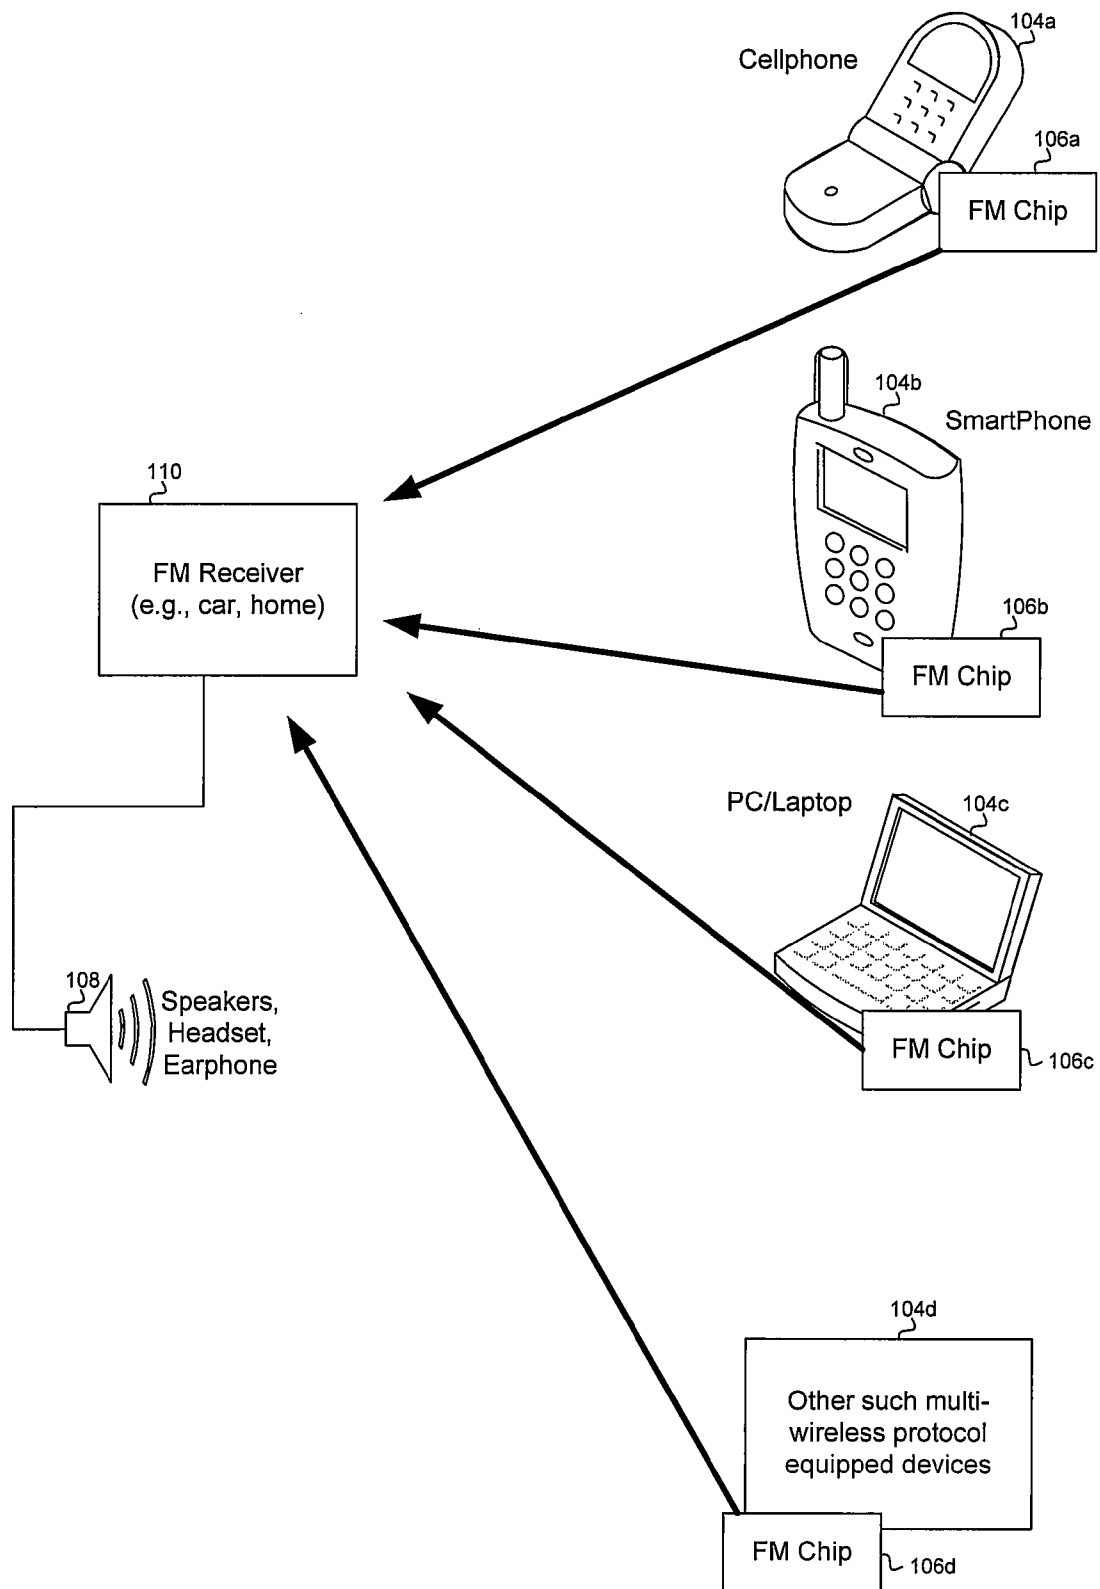 104a
Cellphone
106a
FM Chip
104b
SmartPhone
110
FM Receiver
(e.g., car, home)
106b
FM Chip
PC/Laptop
104c
108
Speakers,
Headset,
Earphone
FM Chip
106c
104d
Other such multi-
wireless protocol
equipped devices
FM Chip
106d